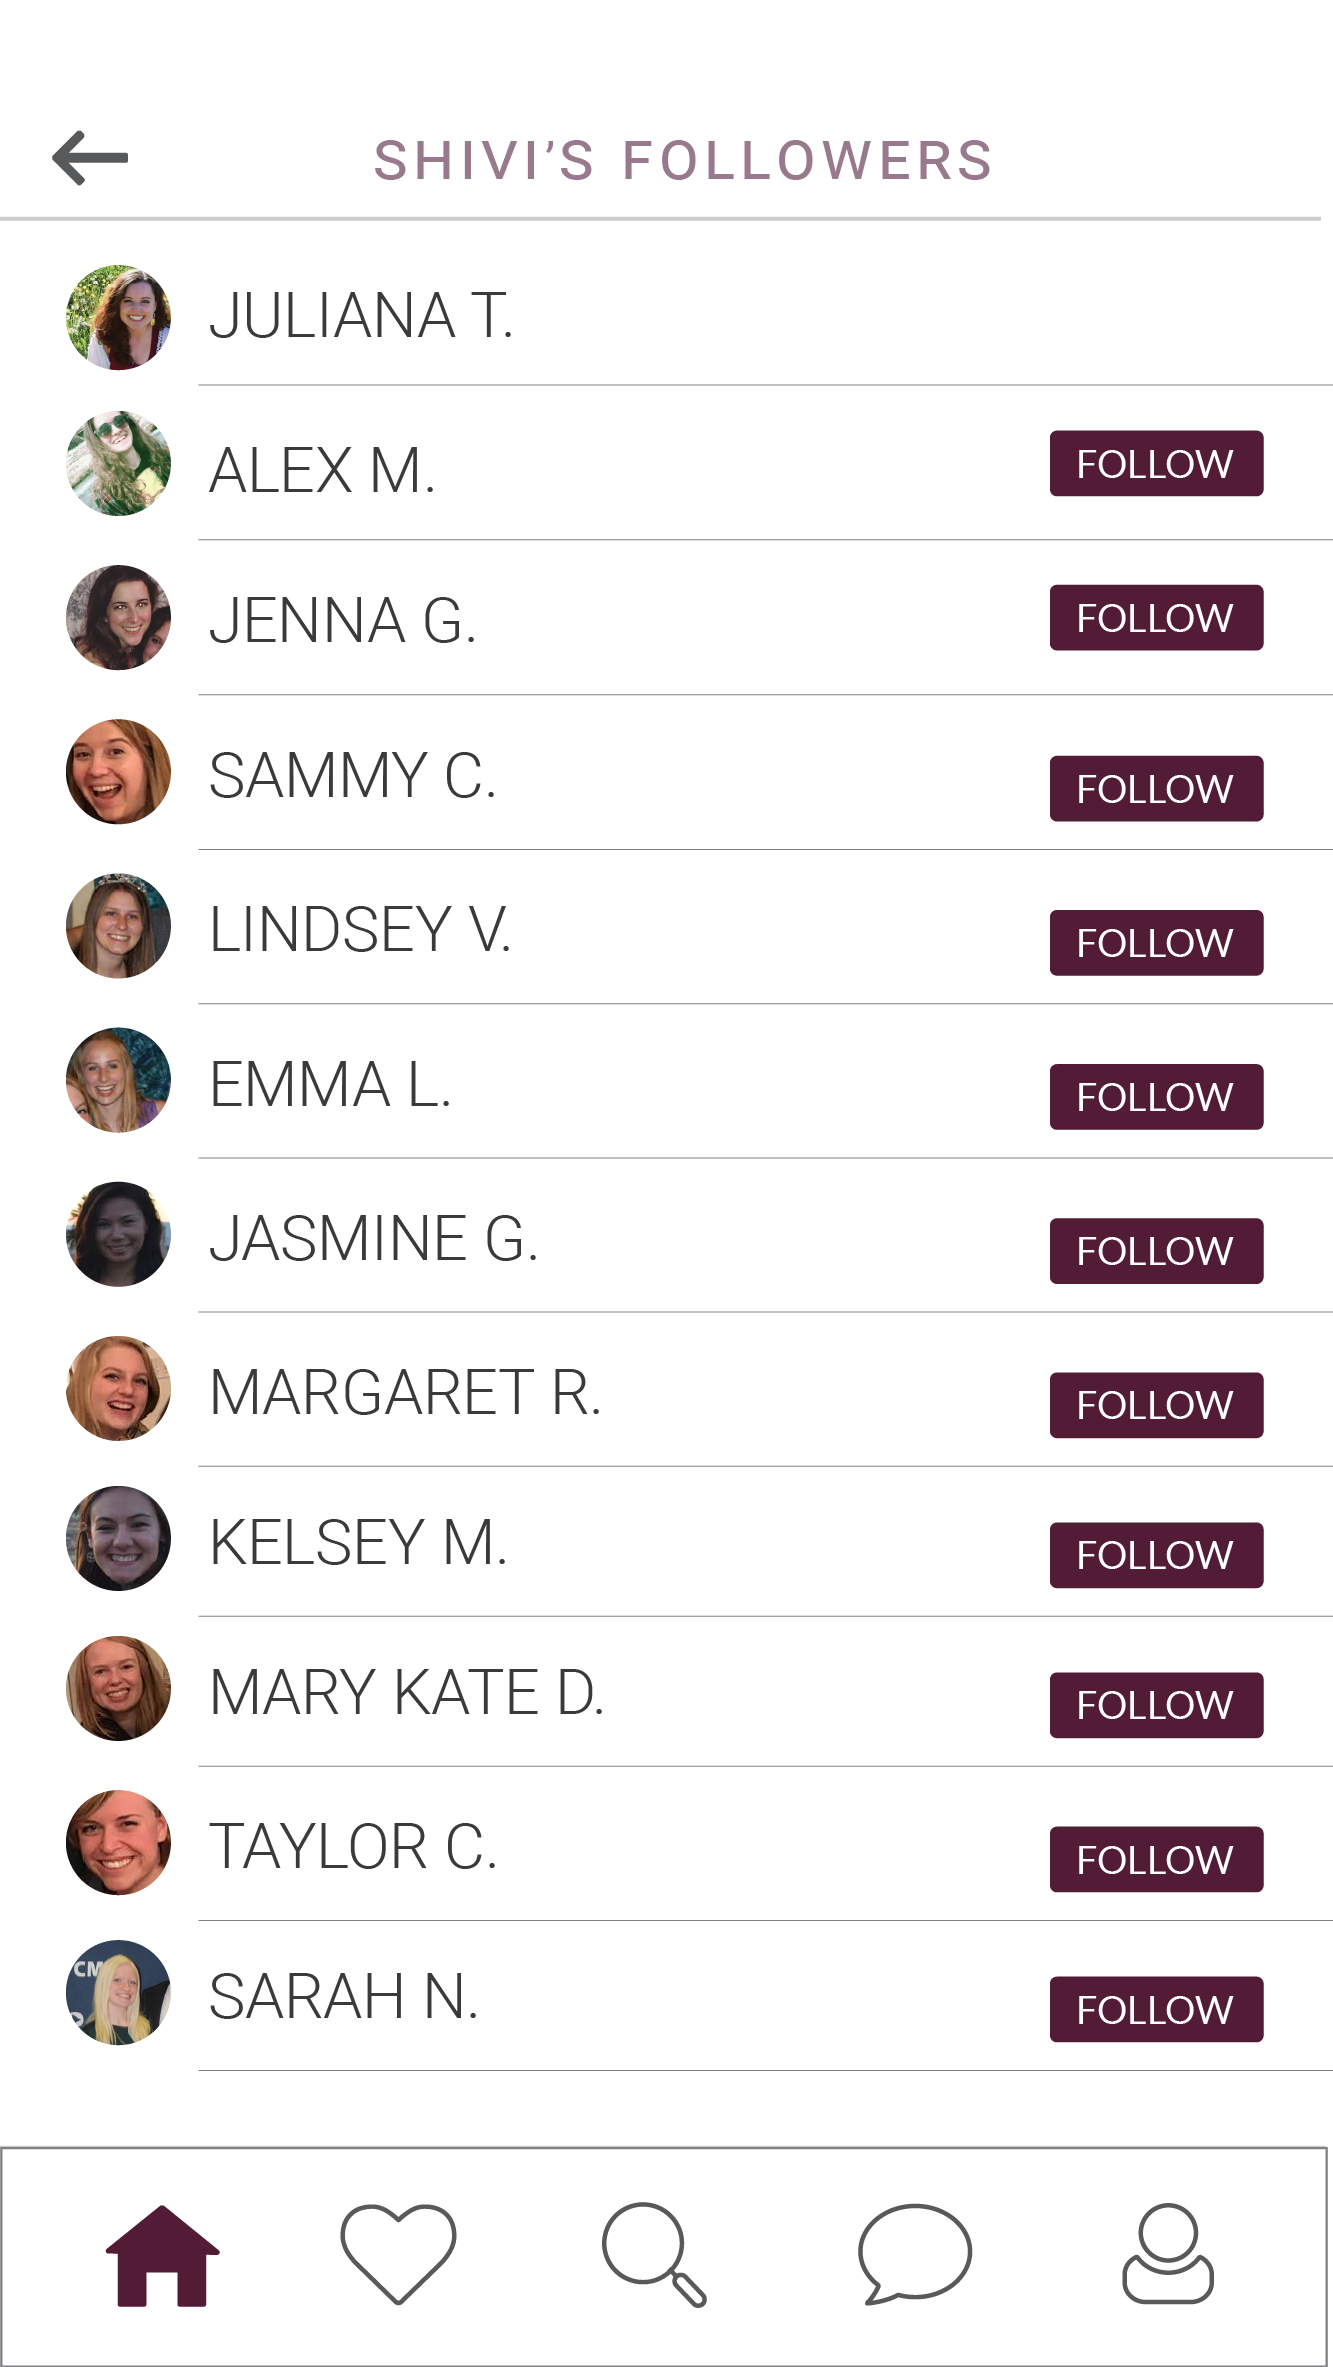 SHIVI’S FOLLOWERS
JULIANA T.
ALEX M.
FOLLOW
JENNA G.
FOLLOW
SAMMY C.
FOLLOW
LINDSEY V.
FOLLOW
EMMA L.
FOLLOW
JASMINE G.
FOLLOW
MARGARET R.
FOLLOW
KELSEY M.
FOLLOW
MARY KATE D.
FOLLOW
TAYLOR C.
FOLLOW
CM
SARAH N.
FOLLOW